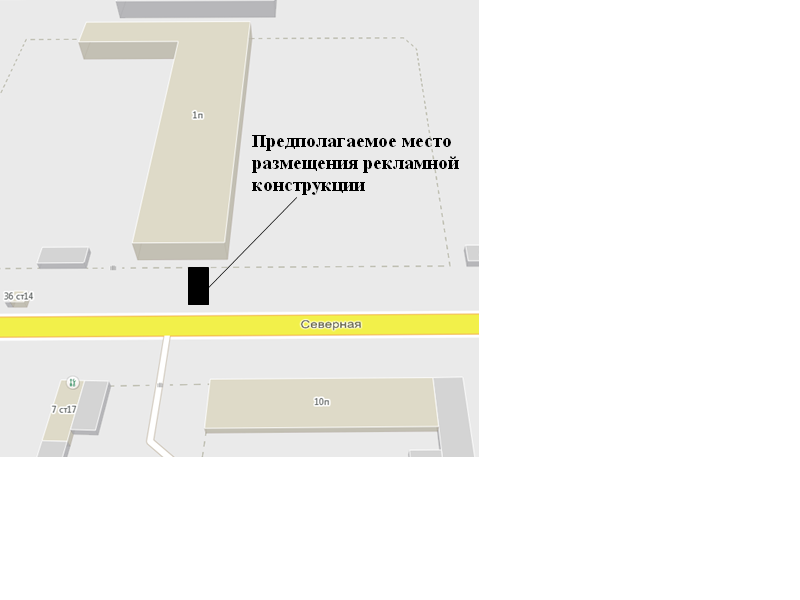 1п
Предполагаемое место
размещения рекламной
конструкции
36 ст14
Северная
7 ст17
10п